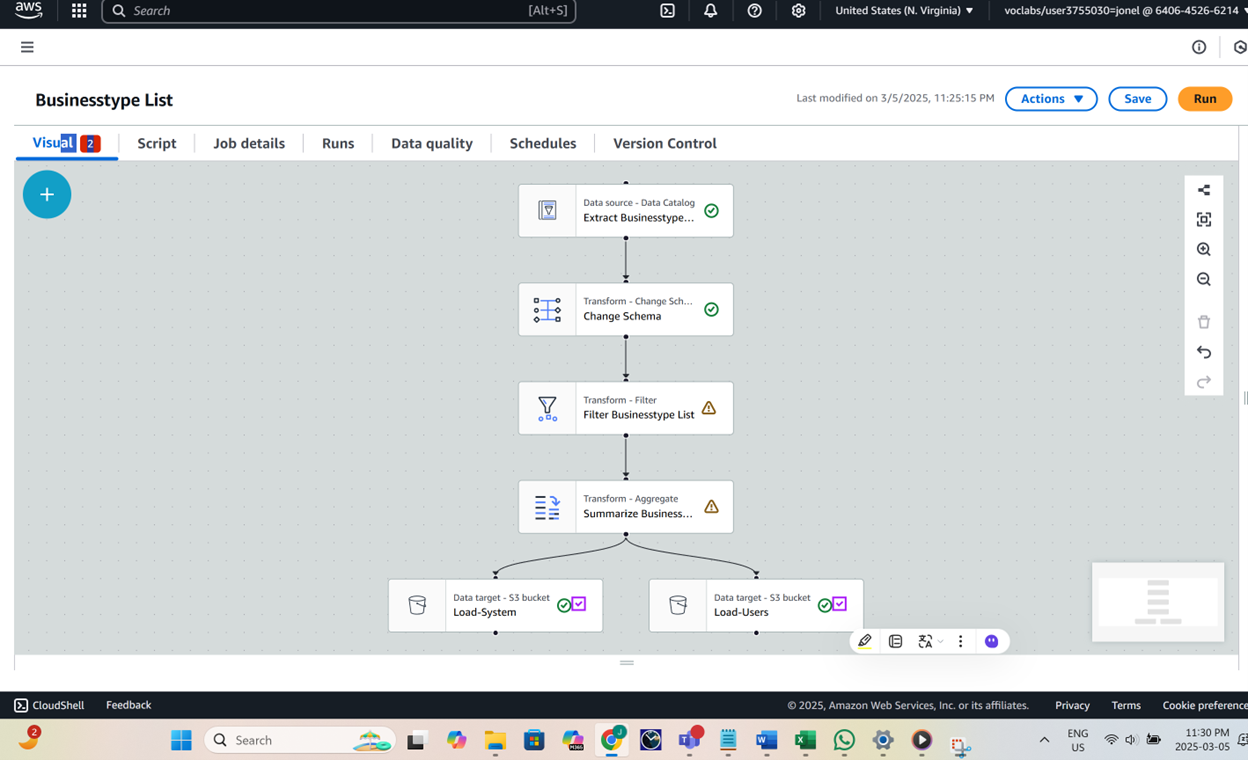 aws
Search
[Alt+S]
United States (N. Virginia)
voclabs/user3755030=jonel @ 6406-4526-6214
Businesstype List
Last modified on 3/5/2025, 11:25:15 PM
Actions
Save
Run
Visual 2
Script
Job details
Runs
Data quality
Schedules
Version Control
Data source - Data Catalog
Extract Businesstype...
Transform - Change Sch...
Change Schema
Transform - Filter
Filter Businesstype List
Transform - Aggregate
Summarize Business...
Data target - S3 bucket
Load-System
Data target - S3 bucket
Load-Users
CloudShell
Feedback
© 2025, Amazon Web Services, Inc. or its affiliates.
Privacy
Terms
Cookie preference
2
Search
M365
J
ENG
US
11:30 PM
2025-03-05